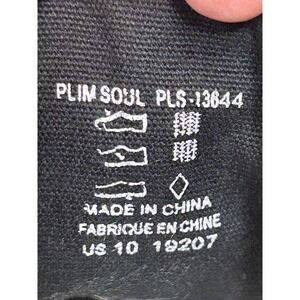 PLIM SOUL PLS-13644
MADE IN CHINA
FABRIQUE EN CHINE
US 10 19207